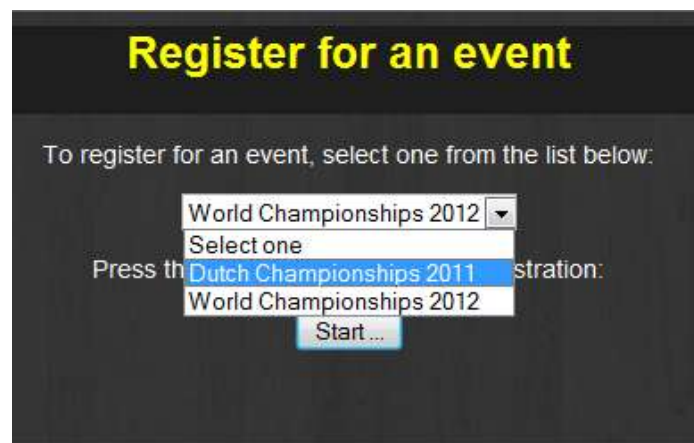 Register for an event
To register for an event, select one from the list below:
World Championships 2012
Select one
Press th
Dutch Championships 2011
stration:
World Championships 2012
Start ...